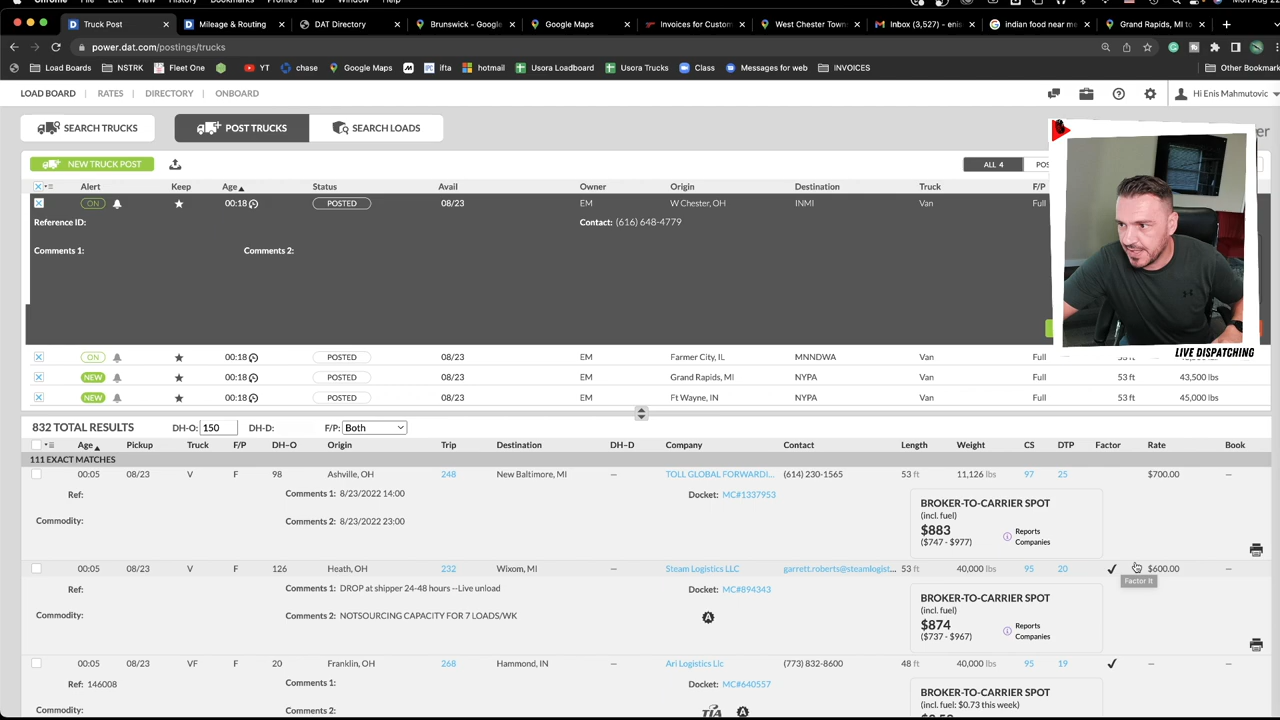 File Edit View History Bookmarks Profiles Tab Window Help
Truck Post Mileage & Routing DAT Directory Brunswick - Google Google Maps Invoices for Custom West Chester Towns Inbox (3,527) - enis indian food near me Grand Rapids, MI to
power.dat.com/postings/trucks
Load Boards NSTRK Fleet One YT chase Google Maps ifta hotmail Usora Loadboard Usora Trucks Class Messages for web INVOICES Other Bookmark
LOAD BOARD RATES DIRECTORY ONBOARD Hi Enis Mahmutovic
SEARCH TRUCKS POST TRUCKS SEARCH LOADS
NEW TRUCK POST ALL 4
Alert Keep Age Status Avail Owner Origin Destination Truck F/P
ON 00:18 POSTED 08/23 EM W Chester, OH INMI Van Full
Reference ID: Contact: (616) 648-4779
Comments 1: Comments 2:
LIVE DISPATCHING
ON 00:18 POSTED 08/23 EM Farmer City, IL MNNDWA Van Full
NEW 00:18 POSTED 08/23 EM Grand Rapids, MI NYPA Van Full 53 ft 43,500 lbs
NEW 00:18 POSTED 08/23 EM Ft Wayne, IN NYPA Van Full 53 ft 45,000 lbs
832 TOTAL RESULTS DH-O: 150 DH-D: F/P: Both
Age Pickup Truck F/P DH-O Origin Trip Destination DH-D Company Contact Length Weight CS DTP Factor Rate Book
111 EXACT MATCHES
00:05 08/23 V F 98 Ashville, OH 248 New Baltimore, MI — TOLL GLOBAL FORWARDI... (614) 230-1565 53 ft 11,126 lbs 97 25 $700.00 —
Ref: Comments 1: 8/23/2022 14:00 Docket: MC#1337953 BROKER-TO-CARRIER SPOT
(incl. fuel)
Commodity: Comments 2: 8/23/2022 23:00 $883 Reports
($747 - $977) Companies
00:05 08/23 V F 126 Heath, OH 232 Wixom, MI — Steam Logistics LLC garrett.roberts@steamlogist... 53 ft 40,000 lbs 95 20 $600.00 —
Factor It
Ref: Comments 1: DROP at shipper 24-48 hours --Live unload Docket: MC#894343 BROKER-TO-CARRIER SPOT
(incl. fuel)
Commodity: Comments 2: NOTSOURCING CAPACITY FOR 7 LOADS/WK A $874 Reports
($737 - $967) Companies
00:05 08/23 VF F 20 Franklin, OH 268 Hammond, IN — Ari Logistics Llc (773) 832-8600 48 ft 40,000 lbs 95 19 — —
Ref: 146008 Comments 1: Docket: MC#640557 BROKER-TO-CARRIER SPOT
(incl. fuel: $0.73 this week)
Commodity: Comments 2: TIA A